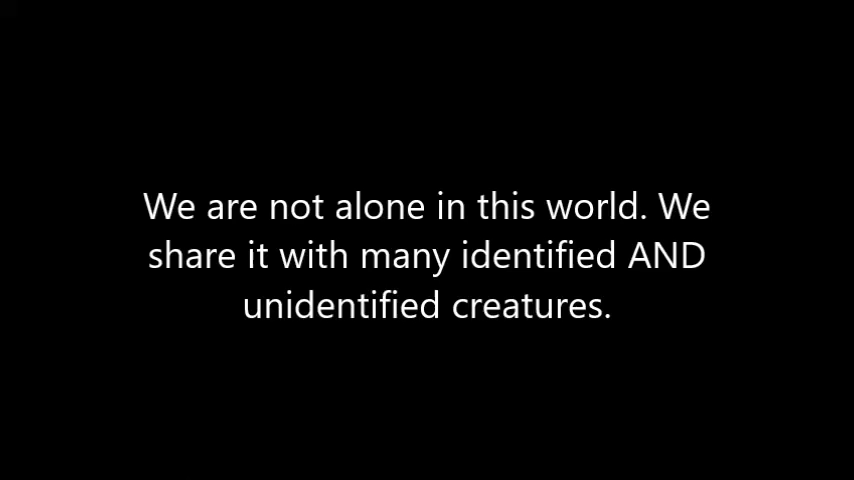 We are not alone in this world. We
share it with many identified AND
unidentified creatures.